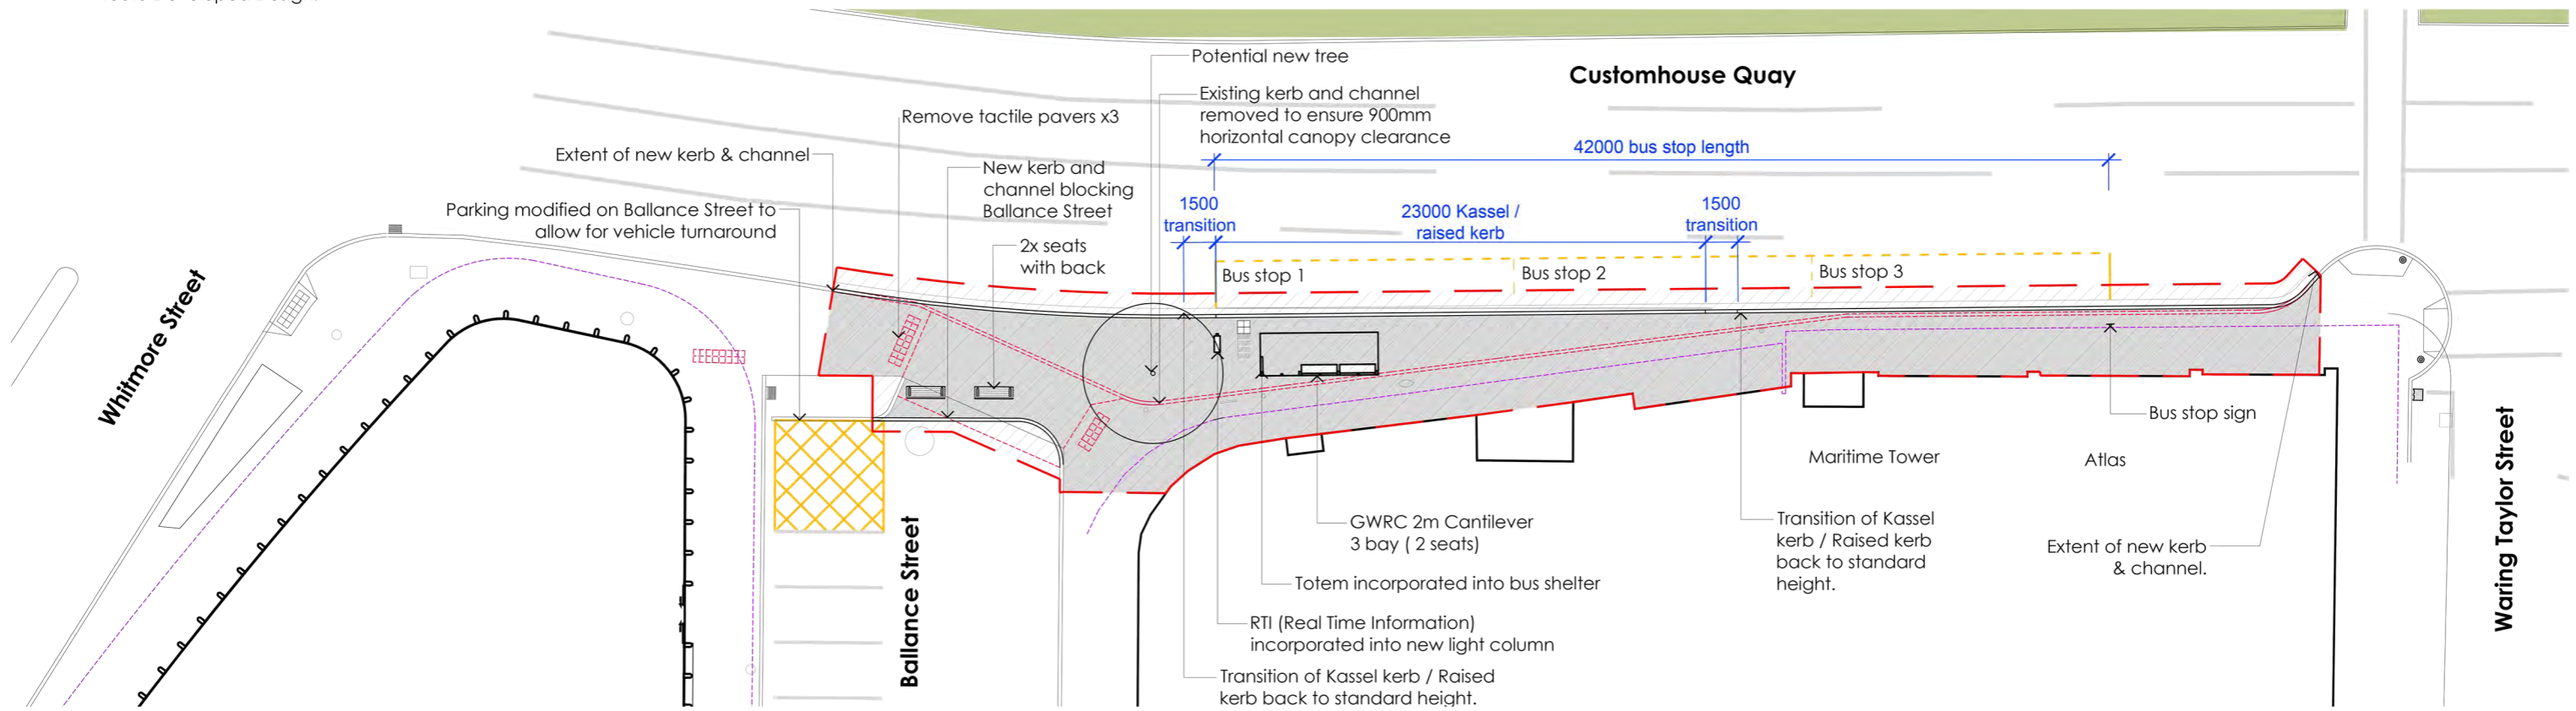 Potential new tree
Customhouse Quay
Existing kerb and channel
removed to ensure 900mm
horizontal canopy clearance
Remove tactile pavers x3
Extent of new kerb & channel
42000 bus stop length
New kerb and
channel blocking
Ballance Street
Parking modified on Ballance Street to
allow for vehicle turnaround
1500
transition
23000 Kassel /
raised kerb
1500
transition
2x seats
with back
Bus stop 1
Bus stop 2
Bus stop 3
Whitmore Street
Bus stop sign
Maritime Tower
Atlas
Waring Taylor Street
Ballance Street
GWRC 2m Cantilever
3 bay ( 2 seats)
Transition of Kassel
kerb / Raised kerb
back to standard
height.
Extent of new kerb
& channel.
Totem incorporated into bus shelter
RTI (Real Time Information)
incorporated into new light column
Transition of Kassel kerb / Raised
kerb back to standard height.